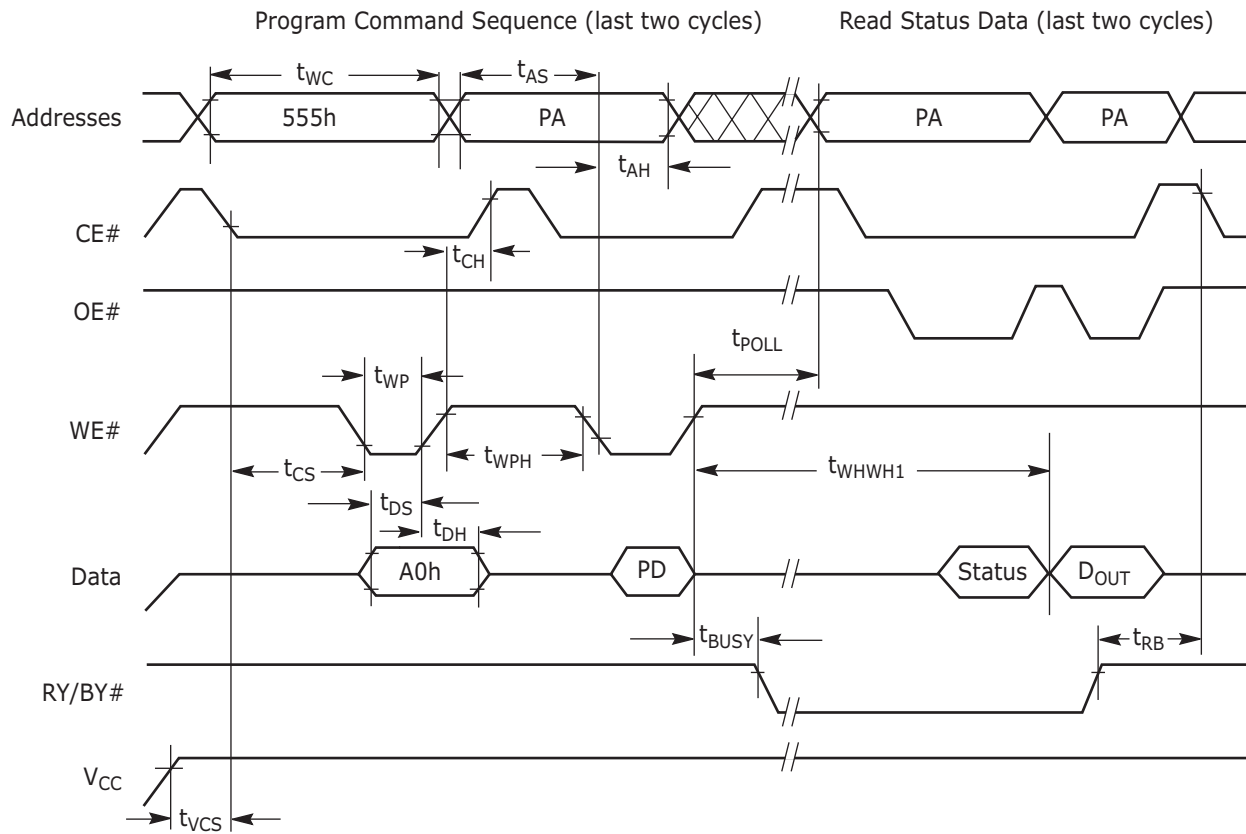 Program Command Sequence (last two cycles) Read Status Data (last two cycles)
tWC tAS
Addresses 555h PA PA PA
tAH
CE#
tCH
OE#
tPOLL
tWP
WE#
tWPH tWHWH1
tCS
tDS
tDH
Data A0h PD Status DOUT
tBUSY tRB
RY/BY#
VCC
tVCS